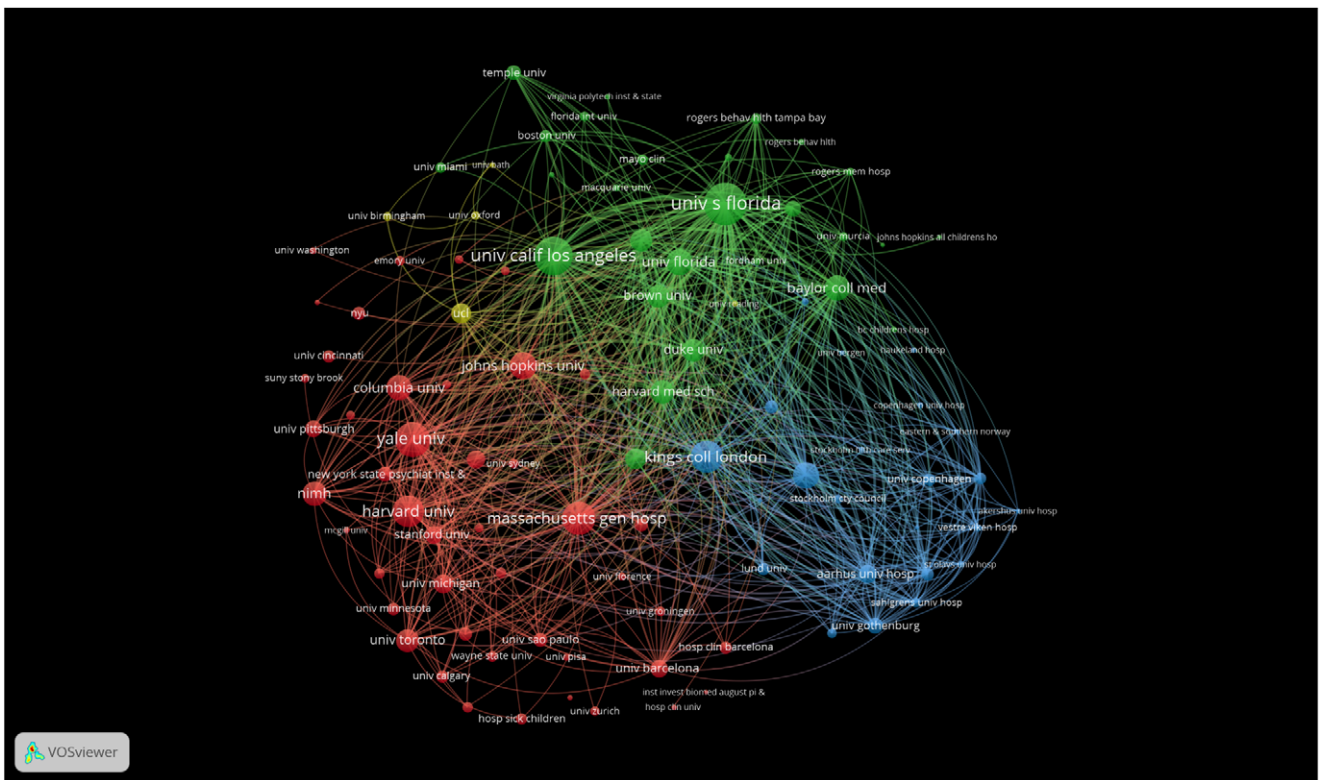 temple univ
virginia polytech inst & state
florida int univ
rogers behav hlth tampa bay
boston univ
rogers behav hlth
mayo clin
univ miami
univ bath
rogers mem hosp
macquarie univ
univ s florida
univ birmingham
univ oxford
univ murcia
johns hopkins all childrens ho
univ washington
univ calif los angeles
emory univ
univ florida
fordham univ
baylor coll med
brown univ
univ reading
ucl
nyu
bc childrens hosp
duke univ
univ bergen
haukeland hosp
univ cincinnati
johns hopkins univ
suny stony brook
columbia univ
harvard med sch
copenhagen univ hosp
univ pittsburgh
eastern & southern norway
yale univ
stockholm hlth care serv
kings coll london
univ sydney
new york state psychiat inst &
univ copenhagen
nimh
stockholm cty council
harvard univ
akershus univ hosp
massachusetts gen hosp
vestre viken hosp
mcgill univ
stanford univ
st olavs univ hosp
lund univ
aarhus univ hosp
univ florence
univ michigan
sahlgrens univ hosp
univ minnesota
univ groningen
univ gothenburg
univ toronto
univ sao paulo
hosp clin barcelona
wayne state univ
univ pisa
univ barcelona
univ calgary
inst invest biomed august pi &
hosp clin univ
univ zurich
hosp sick children
VOSviewer